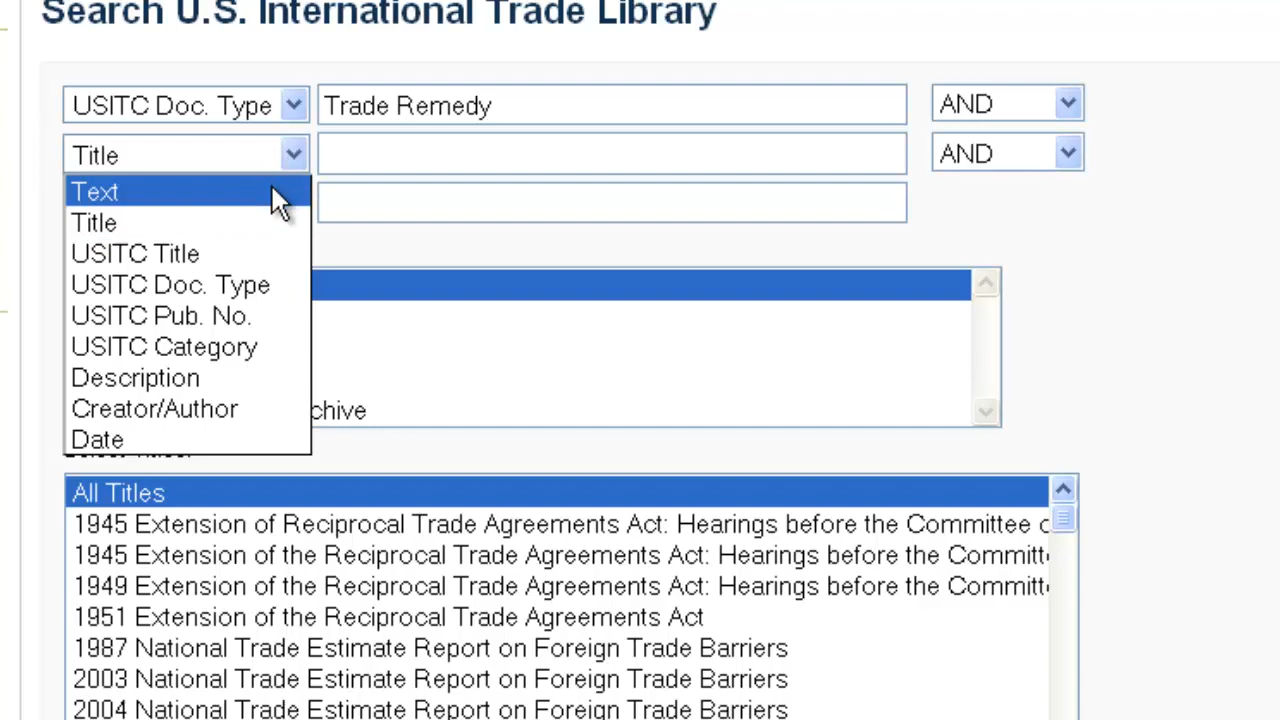 Search U.S. International Trade Library
USITC Doc. Type Trade Remedy AND
Title AND
Text
Title
USITC Title
USITC Doc. Type
USITC Pub. No.
USITC Category
Description
Creator/Author chive
Date
All Titles
1945 Extension of Reciprocal Trade Agreements Act: Hearings before the Committee
1945 Extension of the Reciprocal Trade Agreements Act: Hearings before the Committ
1949 Extension of the Reciprocal Trade Agreements Act: Hearings before the Committ
1951 Extension of the Reciprocal Trade Agreements Act
1987 National Trade Estimate Report on Foreign Trade Barriers
2003 National Trade Estimate Report on Foreign Trade Barriers
2004 National Trade Estimate Report on Foreign Trade Barriers